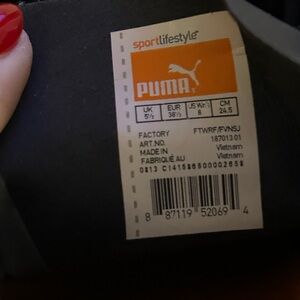 sportlifestyle®
PUMA
UK EUR US Wn's CM
5½ 38½ 8 24.5
FACTORY FTWRF/FVNSJ
ART.NO. 187013 01
MADE IN Vietnam
FABRIQUÉ AU Vietnam
8 87119 52069 4